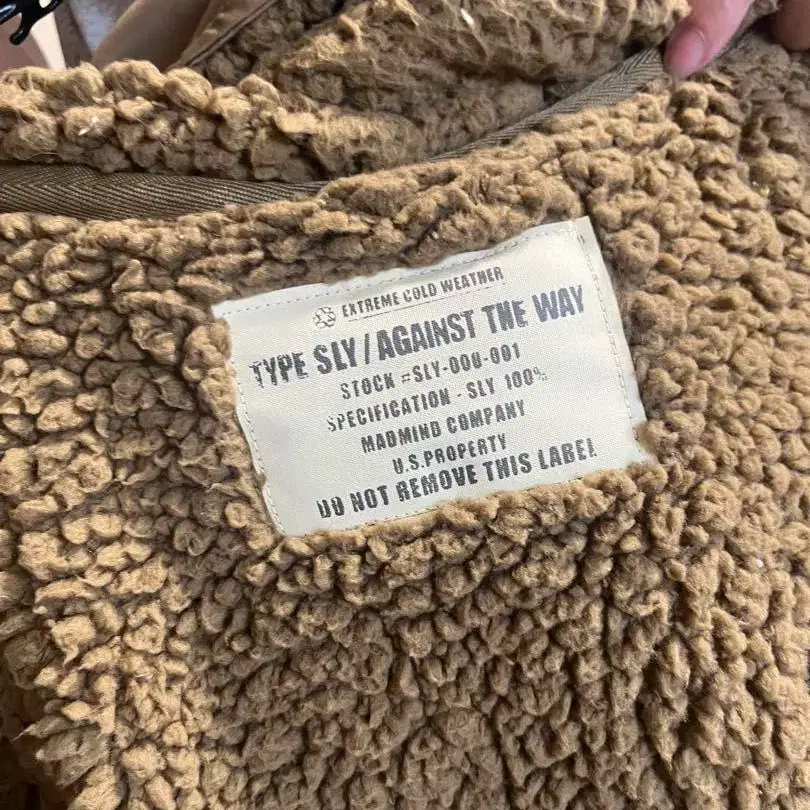 EXTREME COLD WEATHER
TYPE SLY/AGAINST THE WAY
STOCK =SLY-000-001
SPECIFICATION - SLY 100%
MADMIND COMPANY
U.S.PROPERTY
DO NOT REMOVE THIS LABEL